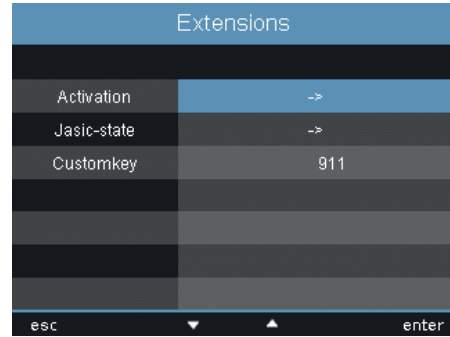 Extensions
Activation ->
Jasic-state ->
Customkey 911
esc ▼ ▲ enter